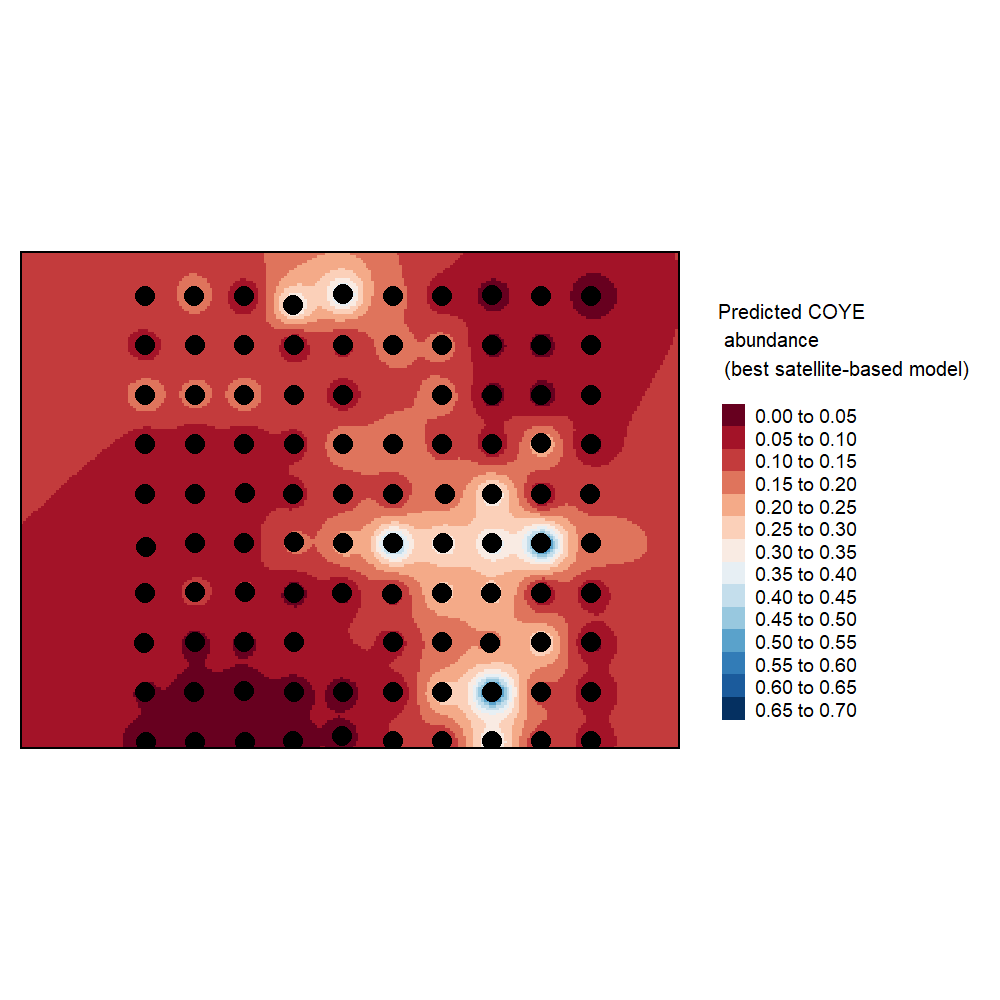 Predicted COYE
abundance
(best satellite-based model)
0.00 to 0.05
0.05 to 0.10
0.10 to 0.15
0.15 to 0.20
0.20 to 0.25
0.25 to 0.30
0.30 to 0.35
0.35 to 0.40
0.40 to 0.45
0.45 to 0.50
0.50 to 0.55
0.55 to 0.60
0.60 to 0.65
0.65 to 0.70